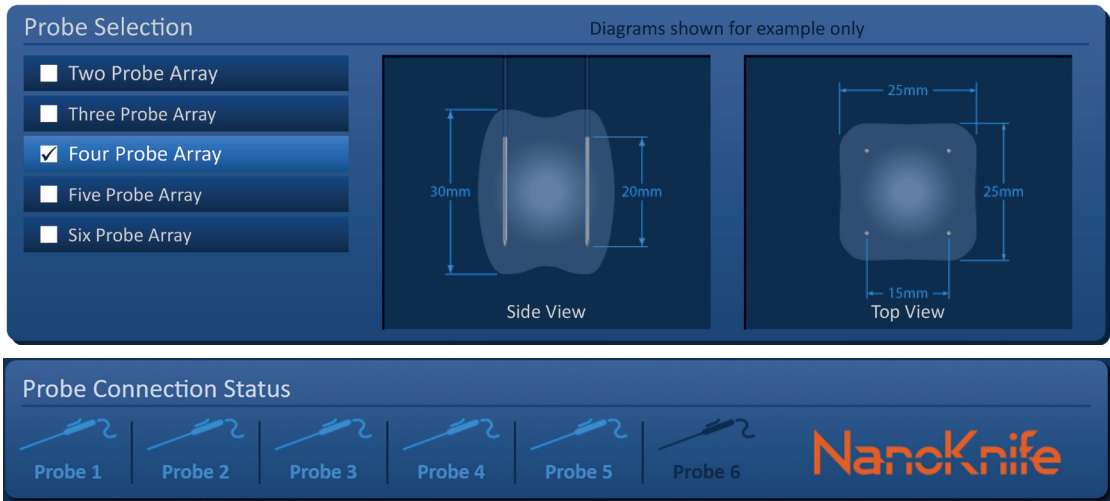 Probe Selection
Diagrams shown for example only
Two Probe Array
Three Probe Array
Four Probe Array
Five Probe Array
Six Probe Array
30mm
20mm
Side View
25mm
25mm
15mm
Top View
Probe Connection Status
Probe 1
Probe 2
Probe 3
Probe 4
Probe 5
Probe 6
NanoKnife